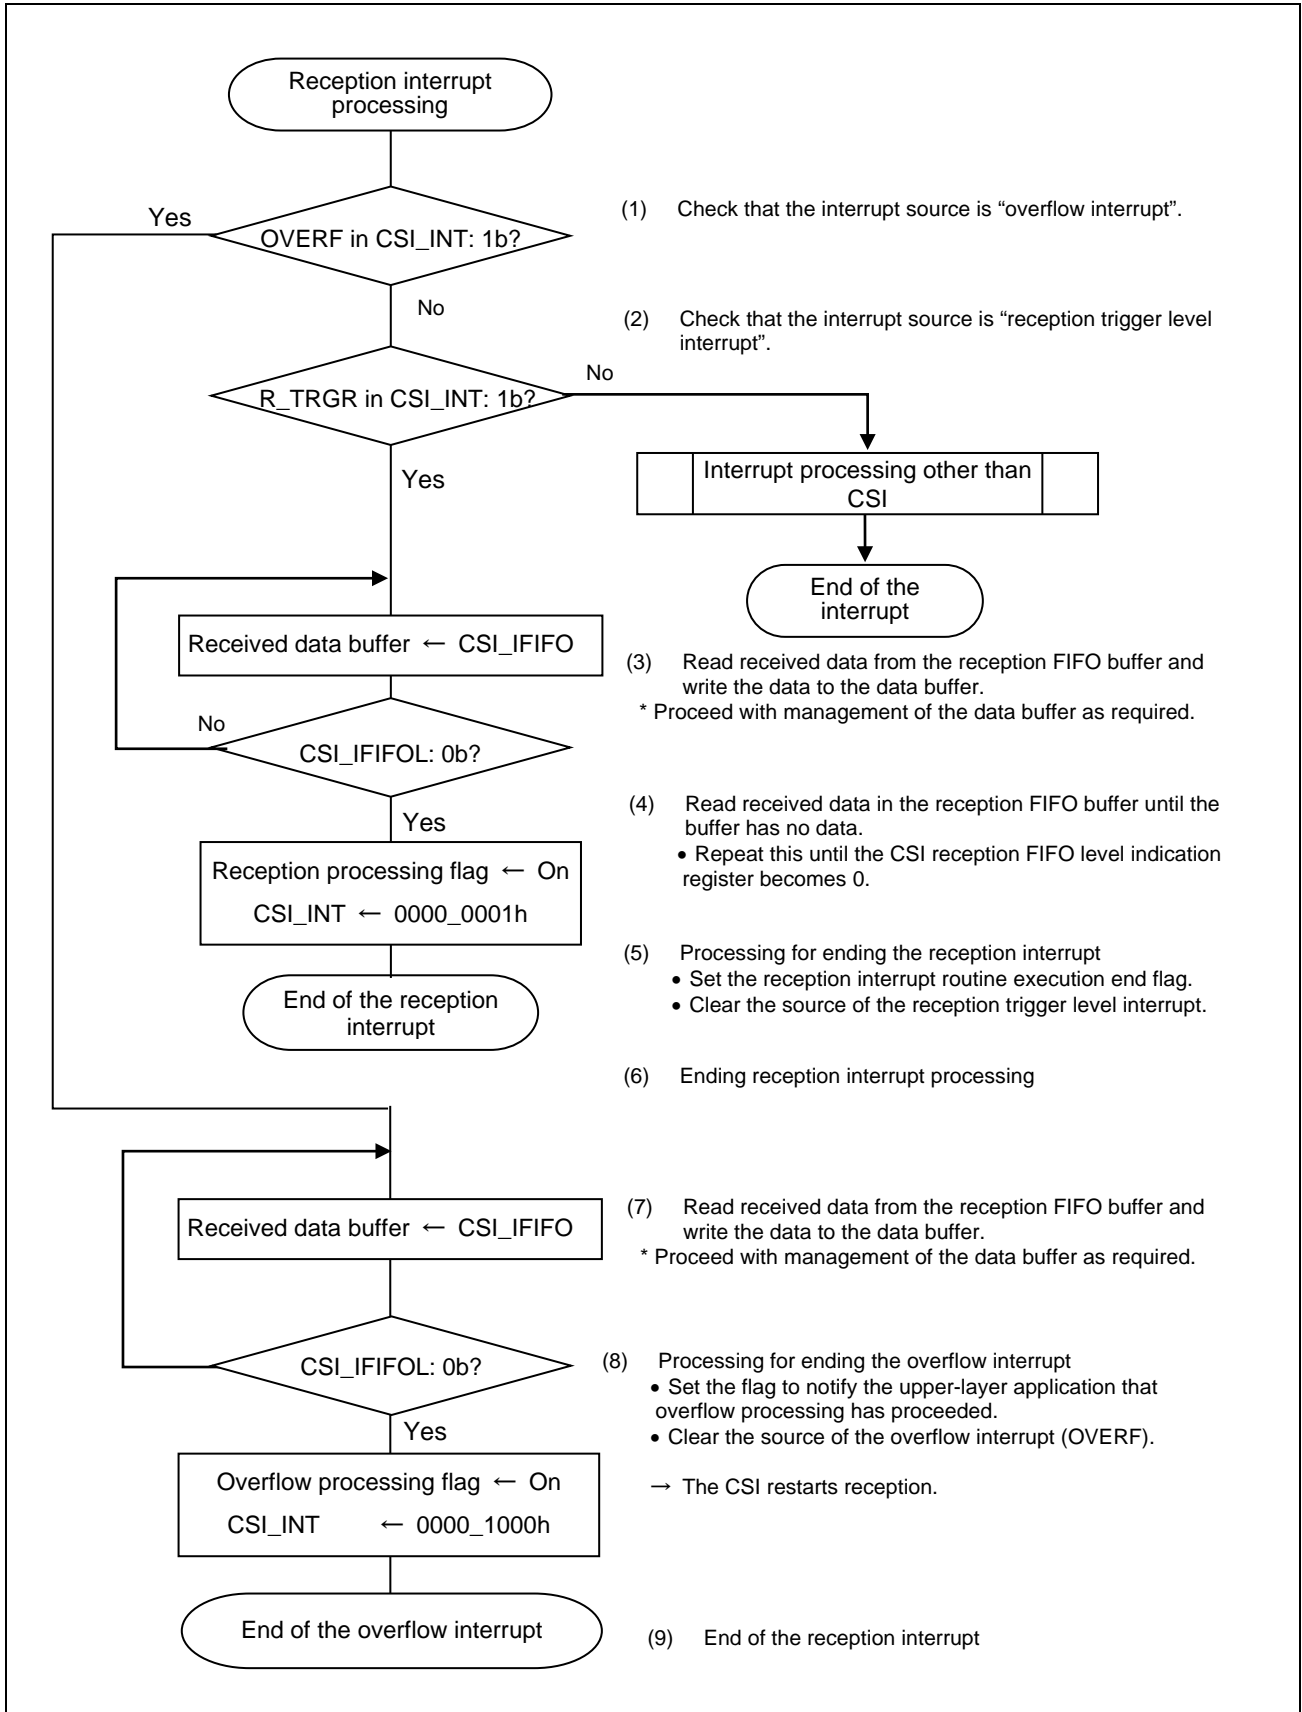 Reception interrupt
processing
Yes
(1) Check that the interrupt source is “overflow interrupt”.
OVERF in CSI_INT: 1b?
No
(2) Check that the interrupt source is “reception trigger level
interrupt”.
No
R_TRGR in CSI_INT: 1b?
Yes
Interrupt processing other than
CSI
End of the
interrupt
Received data buffer ← CSI_IFIFO
(3) Read received data from the reception FIFO buffer and
write the data to the data buffer.
* Proceed with management of the data buffer as required.
No
CSI_IFIFOL: 0b?
(4) Read received data in the reception FIFO buffer until the
buffer has no data.
• Repeat this until the CSI reception FIFO level indication
register becomes 0.
Yes
Reception processing flag ← On
CSI_INT ← 0000_0001h
(5) Processing for ending the reception interrupt
• Set the reception interrupt routine execution end flag.
• Clear the source of the reception trigger level interrupt.
End of the reception
interrupt
(6) Ending reception interrupt processing
Received data buffer ← CSI_IFIFO
(7) Read received data from the reception FIFO buffer and
write the data to the data buffer.
* Proceed with management of the data buffer as required.
CSI_IFIFOL: 0b?
(8) Processing for ending the overflow interrupt
• Set the flag to notify the upper-layer application that
overflow processing has proceeded.
• Clear the source of the overflow interrupt (OVERF).
→ The CSI restarts reception.
Yes
Overflow processing flag ← On
CSI_INT ← 0000_1000h
End of the overflow interrupt
(9) End of the reception interrupt